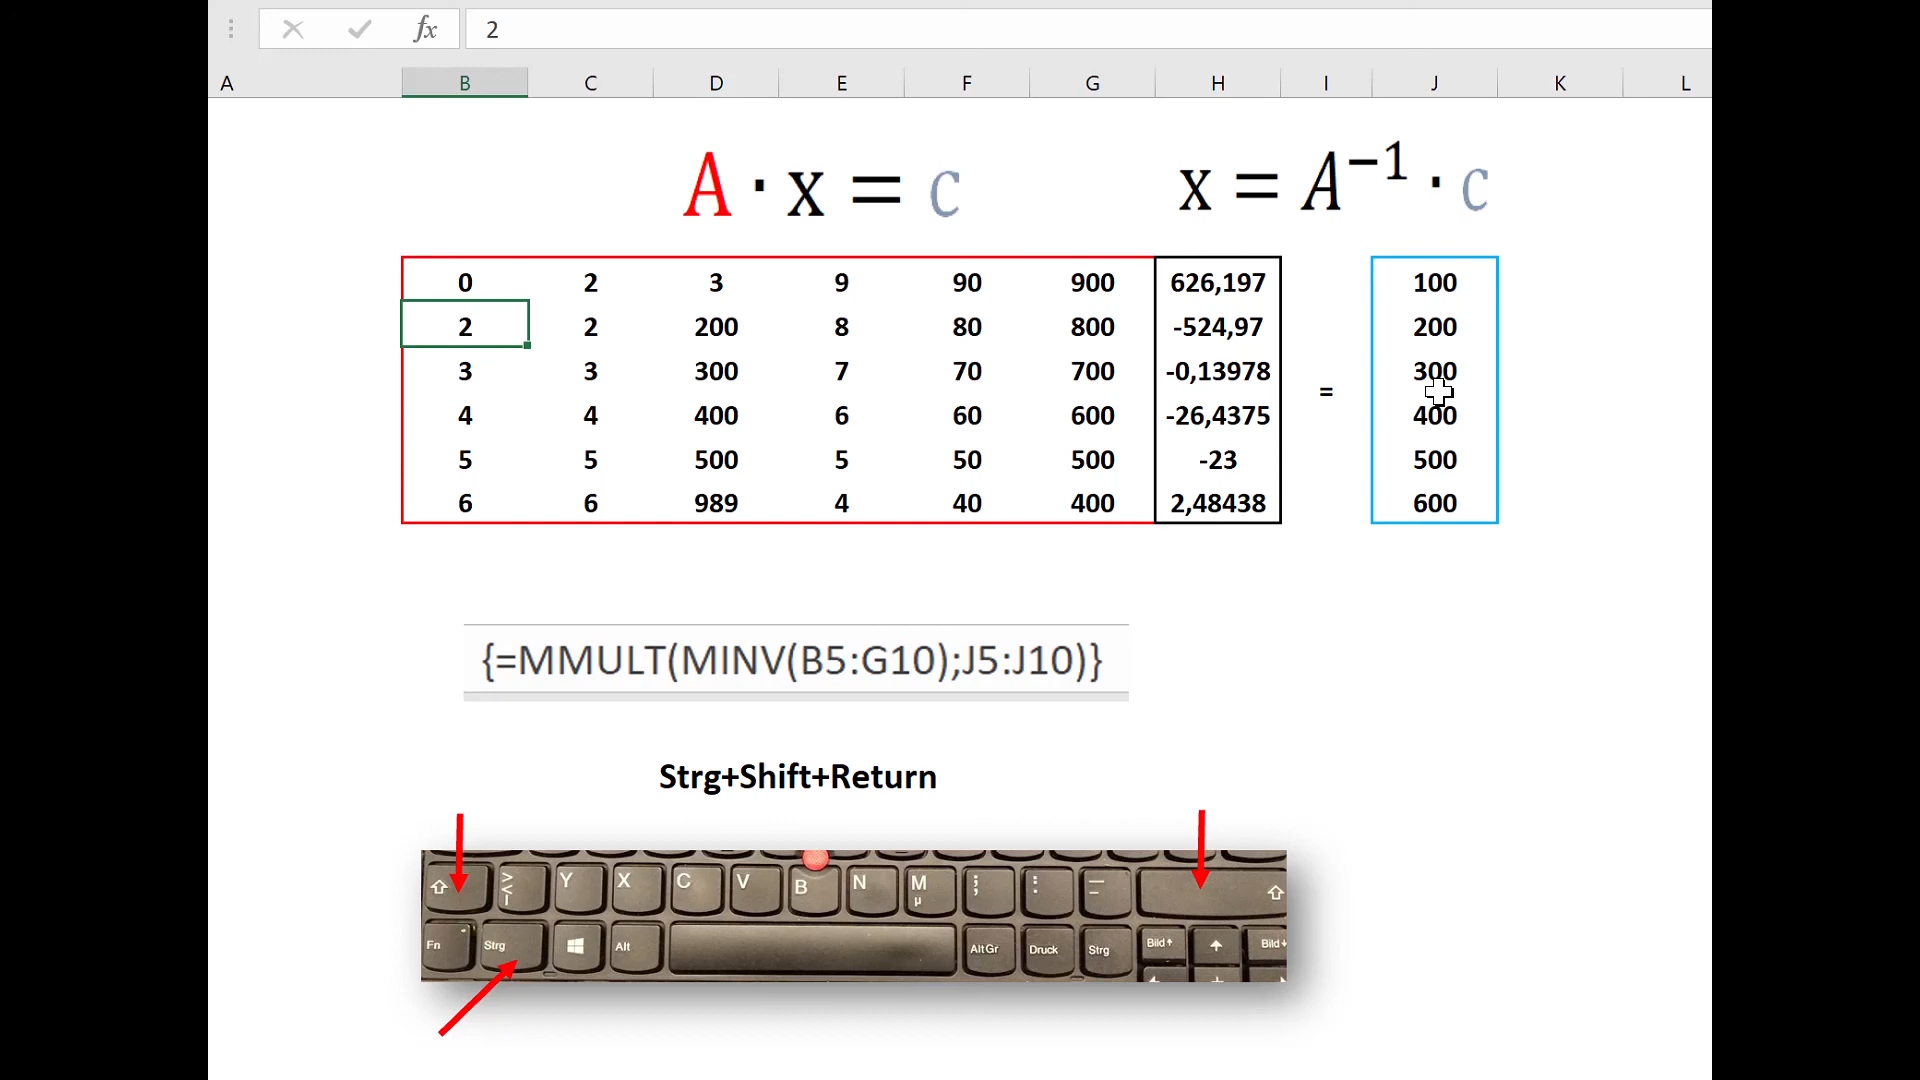 fx 2
A B C D E F G H I J K L
A · x = c x = A⁻¹ · c
0 2 3 9 90 900 626,197 100
2 2 200 8 80 800 -524,97 200
3 3 300 7 70 700 -0,13978 300
=
4 4 400 6 60 600 -26,4375 400
5 5 500 5 50 500 -23 500
6 6 989 4 40 400 2,48438 600
{=MMULT(MINV(B5:G10);J5:J10)}
Strg+Shift+Return
> < | Y X C V B N M µ ; , : . _ -
Fn Strg Alt Alt Gr Druck Strg Bild↑ ↑ Bild↓